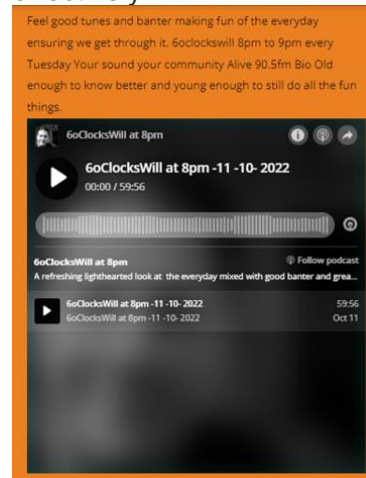 Feel good tunes and banter making fun of the everyday
ensuring we get through it. 6oclockswill 8pm to 9pm every
Tuesday Your sound your community Alive 90.5fm Bio Old
enough to know better and young enough to still do all the fun
things.
6oClocksWill at 8pm
6oClocksWill at 8pm -11 -10- 2022
00:00 / 59:56
6oClocksWill at 8pm
Follow podcast
A refreshing lighthearted look at the everyday mixed with good banter and grea...
6oClocksWill at 8pm -11 -10- 2022
59:56
6oClocksWill at 8pm -11 -10- 2022
Oct 11